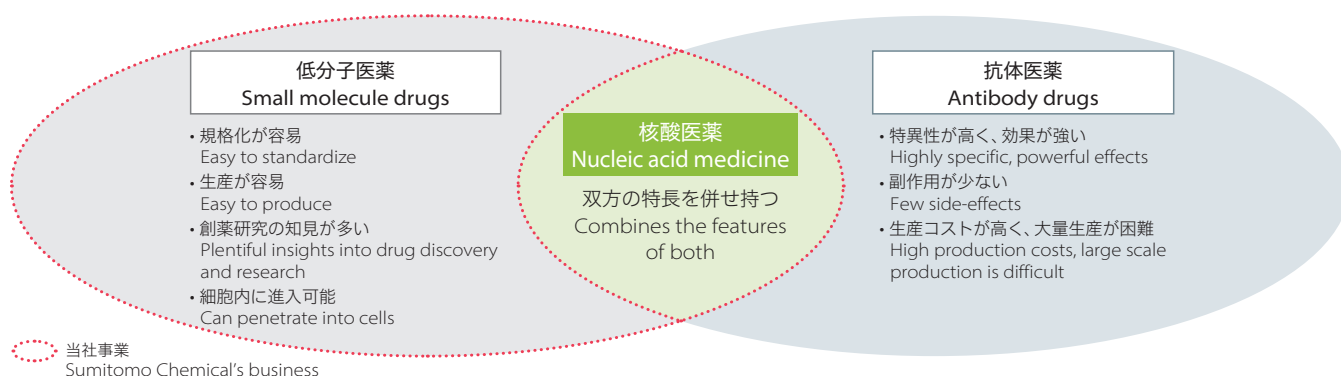 低分子医薬
Small molecule drugs
・規格化が容易
Easy to standardize
・生産が容易
Easy to produce
・創薬研究の知見が多い
Plentiful insights into drug discovery
and research
・細胞内に進入可能
Can penetrate into cells
核酸医薬
Nucleic acid medicine
双方の特長を併せ持つ
Combines the features
of both
抗体医薬
Antibody drugs
・特異性が高く、効果が強い
Highly specific, powerful effects
・副作用が少ない
Few side-effects
・生産コストが高く、大量生産が困難
High production costs, large scale
production is difficult
当社事業
Sumitomo Chemical's business